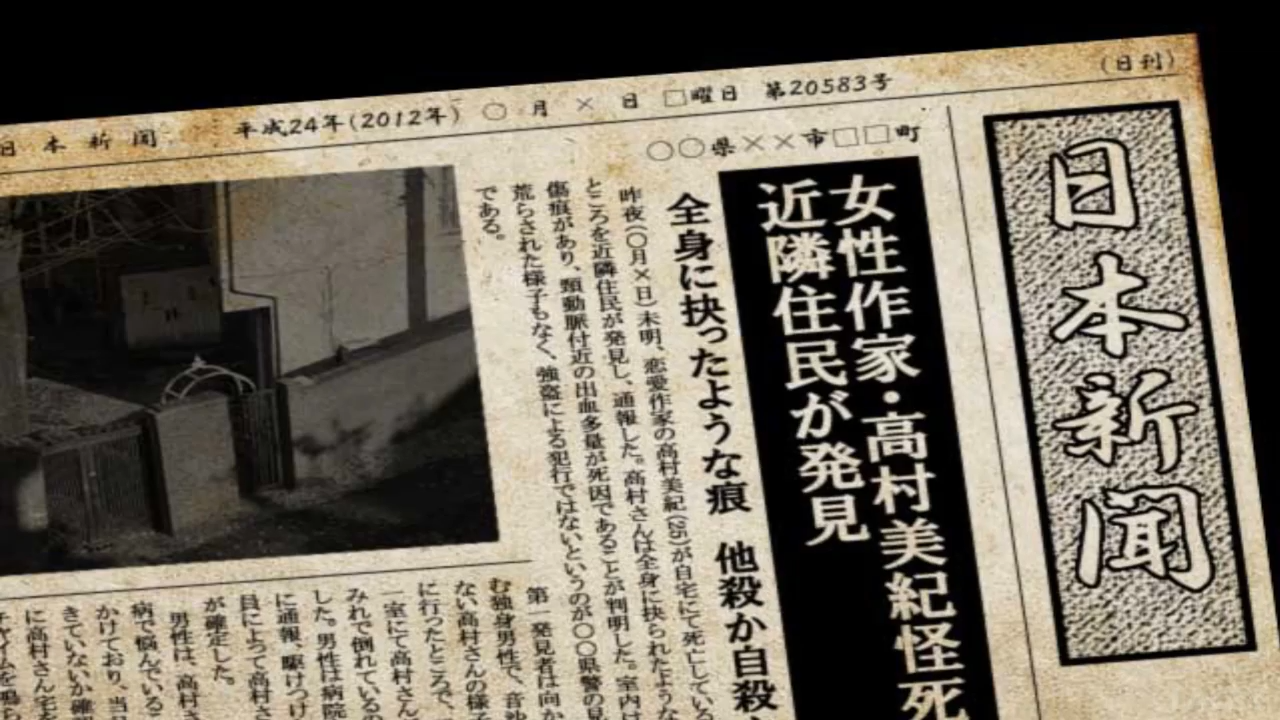 (日刊)
日本新聞
日本新聞 平成24年(2012年) 〇月×日 □曜日 第20583号
〇〇県××市□□町
女性作家・高村美紀怪死
近隣住民が発見
全身に抉ったような痕 他殺か自殺
昨夜(〇月×日)未明、恋愛作家の高村美紀(25)が自宅にて死亡している
ところを近隣住民が発見し、通報した。高村さんは全身に抉られたような
傷痕があり、頸動脈付近の出血多量が死因であることが判明した。室内は
荒らされた様子もなく、強盗による犯行ではないというのが〇〇県警の見
である。
第一発見者は向か
む独身男性で、音沙
ない高村さんの様子
に行ったところで、
一室にて高村さん
みれで倒れているの
した。男性は病院
に通報、駆けつけ
員によって高村さ
が確定した。
男性は、高村さ
病で悩んでいるこ
かけており、当日
きていないか確
に高村さん宅を
チャイムを鳴ら